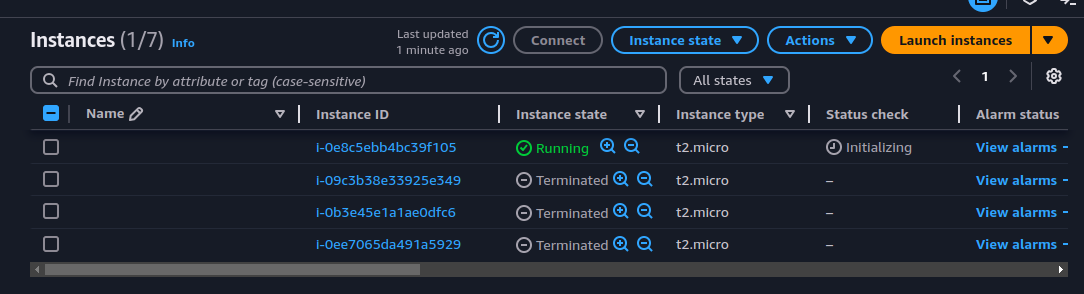 Instances (1/7) Info
Last updated
1 minute ago
Connect
Instance state
Actions
Launch instances
Find Instance by attribute or tag (case-sensitive)
All states
1
Name Instance ID Instance state Instance type Status check Alarm status
i-0e8c5ebb4bc39f105 Running t2.micro Initializing View alarms
i-09c3b38e33925e349 Terminated t2.micro – View alarms
i-0b3e45e1a1ae0dfc6 Terminated t2.micro – View alarms
i-0ee7065da491a5929 Terminated t2.micro – View alarms